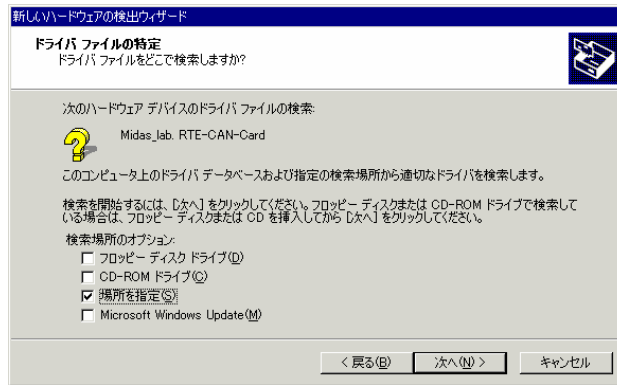 新しいハードウェアの検出ウィザード
ドライバ ファイルの特定
ドライバ ファイルをどこで検索しますか?
次のハードウェア デバイスのドライバ ファイルの検索:
Midas_lab. RTE-CAN-Card
このコンピュータ上のドライバ データベースおよび指定の検索場所から適切なドライバを検索します。
検索を開始するには、[次へ] をクリックしてください。フロッピー ディスクまたは CD-ROM ドライブで検索して
いる場合は、フロッピー ディスクまたは CD を挿入してから [次へ] をクリックしてください。
検索場所のオプション:
フロッピー ディスク ドライブ(D)
CD-ROM ドライブ(C)
場所を指定(S)
Microsoft Windows Update(M)
< 戻る(B)
次へ(N) >
キャンセル